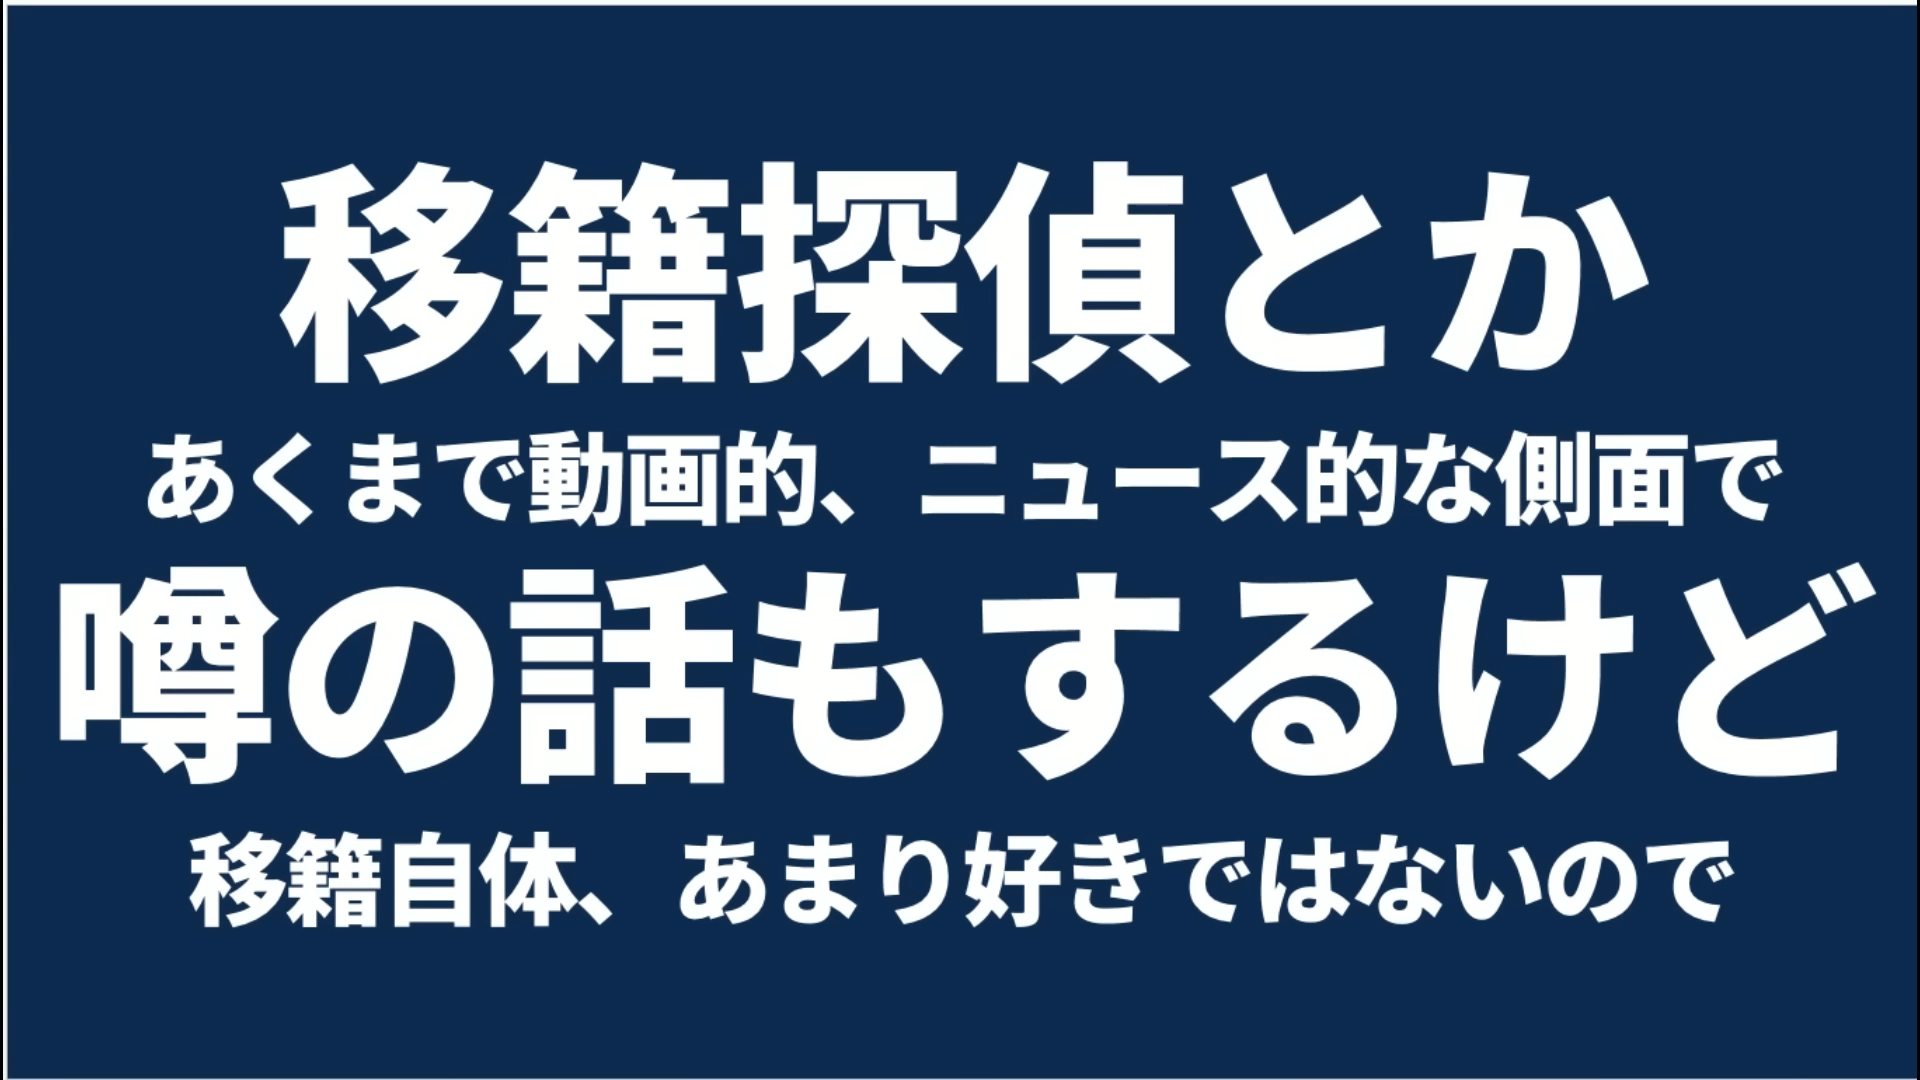 移籍探偵とか
あくまで動画的、ニュース的な側面で
噂の話もするけど
移籍自体、あまり好きではないので